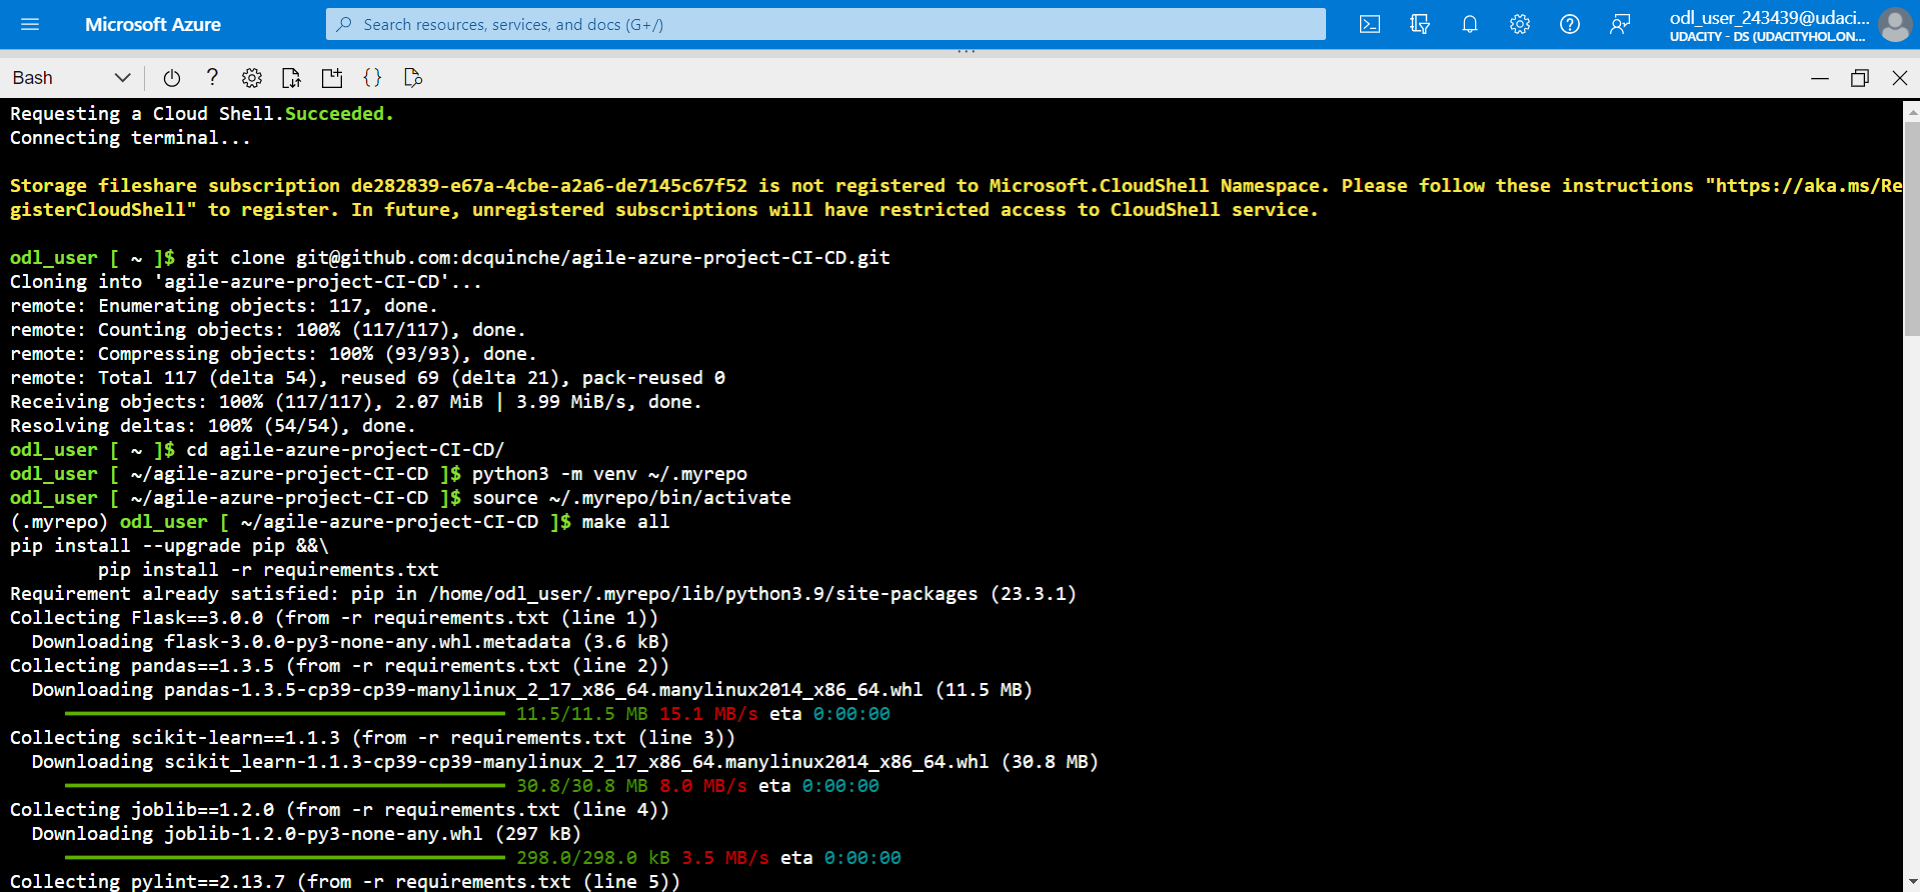 Microsoft Azure
Search resources, services, and docs (G+/)
odl_user_243439@udaci...
UDACITY - DS (UDACITYHOL.ON...
Bash
Requesting a Cloud Shell.Succeeded.
Connecting terminal...
Storage fileshare subscription de282839-e67a-4cbe-a2a6-de7145c67f52 is not registered to Microsoft.CloudShell Namespace. Please follow these instructions "https://aka.ms/Re
gisterCloudShell" to register. In future, unregistered subscriptions will have restricted access to CloudShell service.
odl_user [ ~ ]$ git clone git@github.com:dcquinche/agile-azure-project-CI-CD.git
Cloning into 'agile-azure-project-CI-CD'...
remote: Enumerating objects: 117, done.
remote: Counting objects: 100% (117/117), done.
remote: Compressing objects: 100% (93/93), done.
remote: Total 117 (delta 54), reused 69 (delta 21), pack-reused 0
Receiving objects: 100% (117/117), 2.07 MiB | 3.99 MiB/s, done.
Resolving deltas: 100% (54/54), done.
odl_user [ ~ ]$ cd agile-azure-project-CI-CD/
odl_user [ ~/agile-azure-project-CI-CD ]$ python3 -m venv ~/.myrepo
odl_user [ ~/agile-azure-project-CI-CD ]$ source ~/.myrepo/bin/activate
(.myrepo) odl_user [ ~/agile-azure-project-CI-CD ]$ make all
pip install --upgrade pip &&\
pip install -r requirements.txt
Requirement already satisfied: pip in /home/odl_user/.myrepo/lib/python3.9/site-packages (23.3.1)
Collecting Flask==3.0.0 (from -r requirements.txt (line 1))
Downloading flask-3.0.0-py3-none-any.whl.metadata (3.6 kB)
Collecting pandas==1.3.5 (from -r requirements.txt (line 2))
Downloading pandas-1.3.5-cp39-cp39-manylinux_2_17_x86_64.manylinux2014_x86_64.whl (11.5 MB)
11.5/11.5 MB 15.1 MB/s eta 0:00:00
Collecting scikit-learn==1.1.3 (from -r requirements.txt (line 3))
Downloading scikit_learn-1.1.3-cp39-cp39-manylinux_2_17_x86_64.manylinux2014_x86_64.whl (30.8 MB)
30.8/30.8 MB 8.0 MB/s eta 0:00:00
Collecting joblib==1.2.0 (from -r requirements.txt (line 4))
Downloading joblib-1.2.0-py3-none-any.whl (297 kB)
298.0/298.0 kB 3.5 MB/s eta 0:00:00
Collecting pylint==2.13.7 (from -r requirements.txt (line 5))